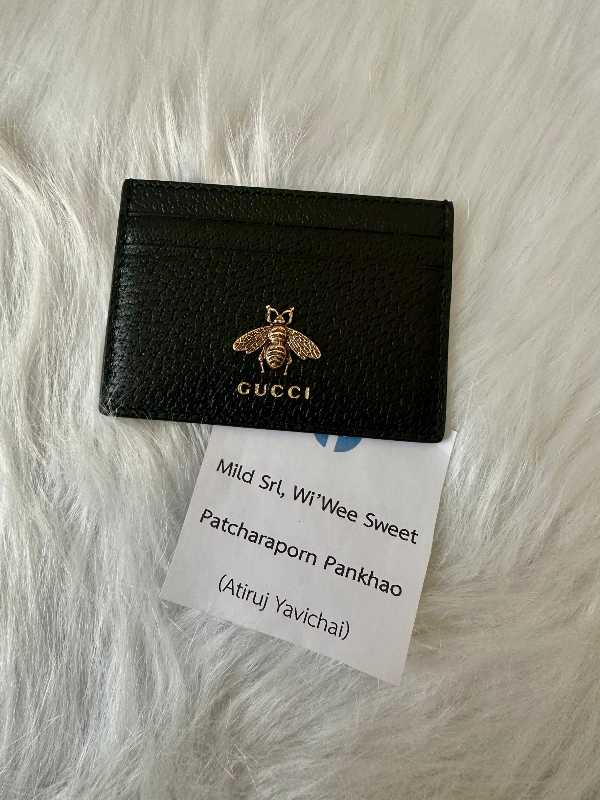 GUCCI
Mild Srl, Wi'Wee Sweet
Patcharaporn Pankhao
(Atiruj Yavichai)